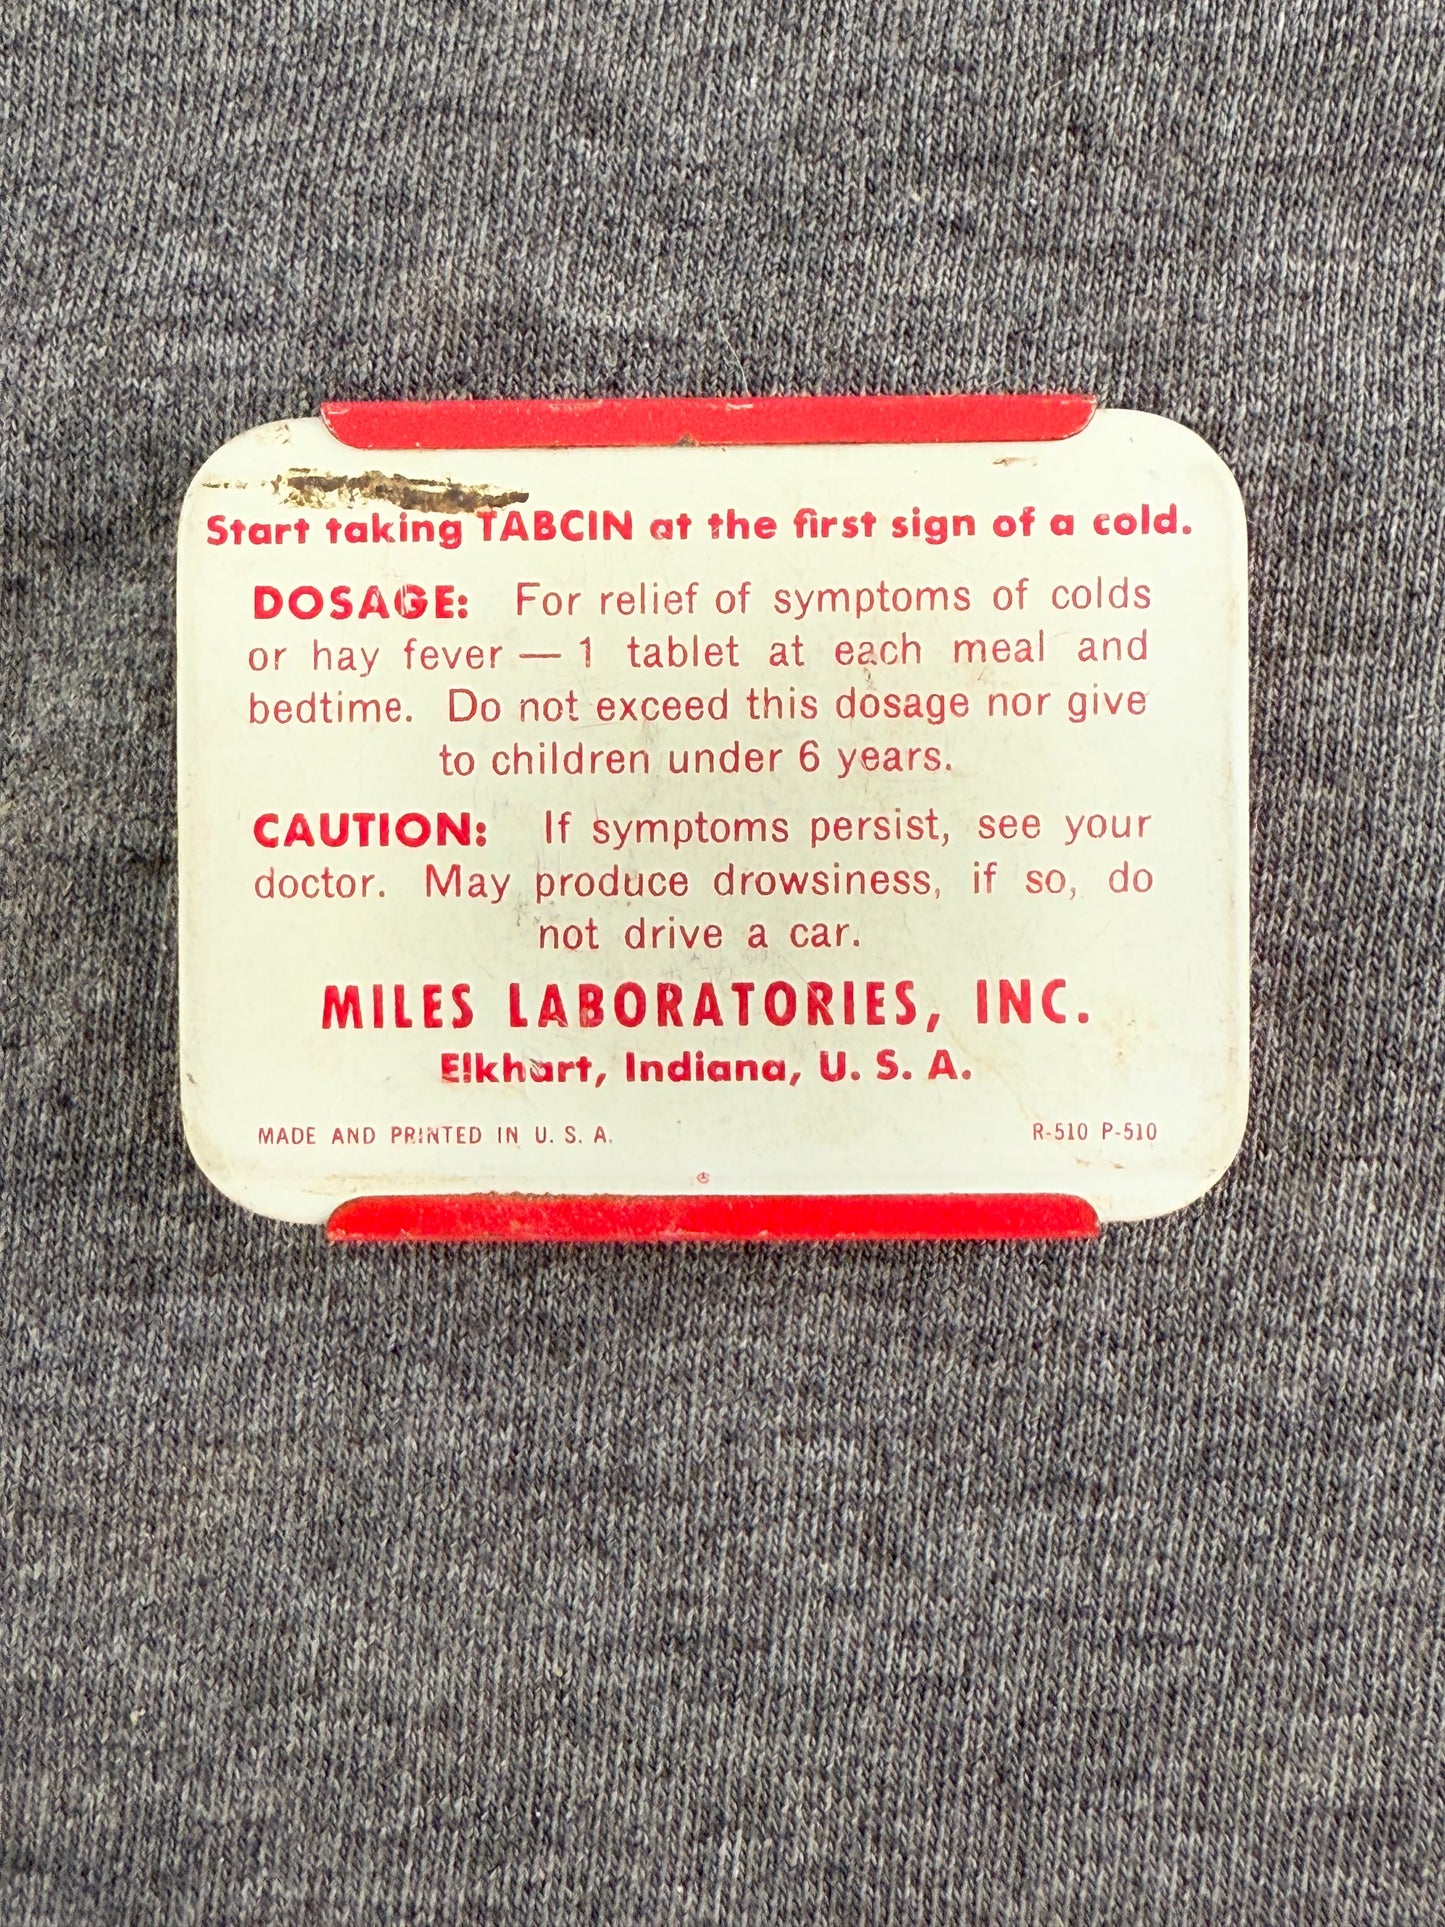 Start taking TABCIN at the first sign of a cold.
DOSAGE: For relief of symptoms of colds
or hay fever — 1 tablet at each meal and
bedtime. Do not exceed this dosage nor give
to children under 6 years.
CAUTION: If symptoms persist, see your
doctor. May produce drowsiness, if so, do
not drive a car.
MILES LABORATORIES, INC.
Elkhart, Indiana, U. S. A.
MADE AND PRINTED IN U. S. A. R-510 P-510